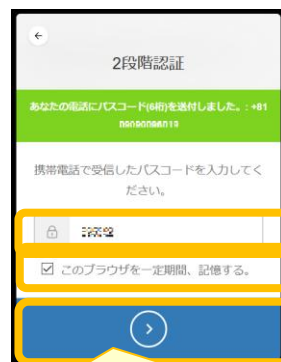 2段階認証
あなたの電話にパスコード(6桁)を送付しました。: +81
携帯電話で受信したパスコードを入力してく
ださい。
このブラウザを一定期間、記憶する。